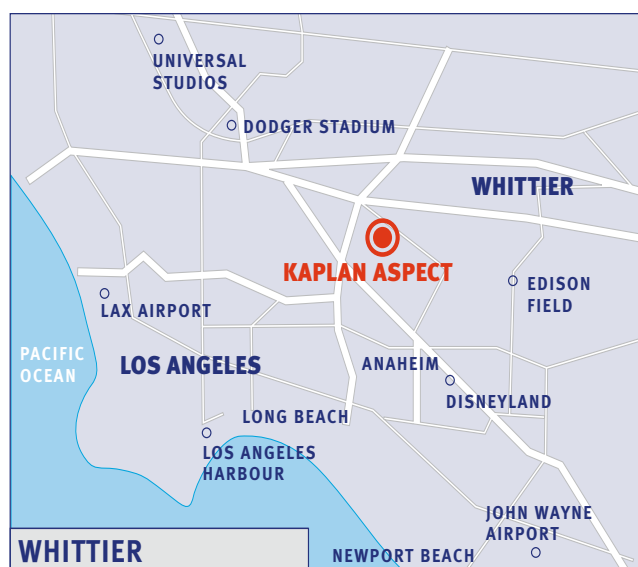 UNIVERSAL
STUDIOS
DODGER STADIUM
WHITTIER
KAPLAN ASPECT
EDISON
FIELD
LAX AIRPORT
PACIFIC
OCEAN
LOS ANGELES
ANAHEIM
DISNEYLAND
LONG BEACH
LOS ANGELES
HARBOUR
JOHN WAYNE
AIRPORT
WHITTIER
NEWPORT BEACH